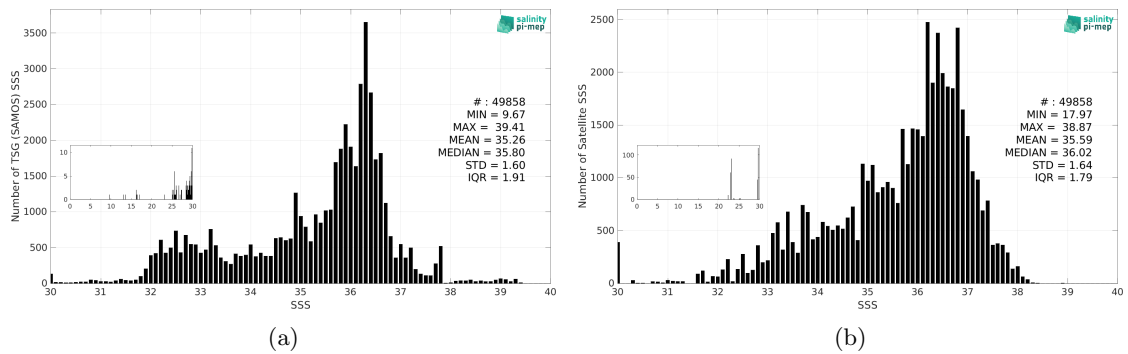 salinity
pi-mep
Number of TSG (SAMOS) SSS
3500
3000
2500
2000
1500
1000
500
0
# : 49858
MIN = 9.67
MAX = 39.41
MEAN = 35.26
MEDIAN = 35.80
STD = 1.60
IQR = 1.91
10
5
0
0 5 10 15 20 25 30
30 31 32 33 34 35 36 37 38 39 40
SSS
(a)
salinity
pi-mep
Number of Satellite SSS
2500
2000
1500
1000
500
0
# : 49858
MIN = 17.97
MAX = 38.87
MEAN = 35.59
MEDIAN = 36.02
STD = 1.64
IQR = 1.79
100
50
0
0 5 10 15 20 25 30
30 31 32 33 34 35 36 37 38 39 40
SSS
(b)